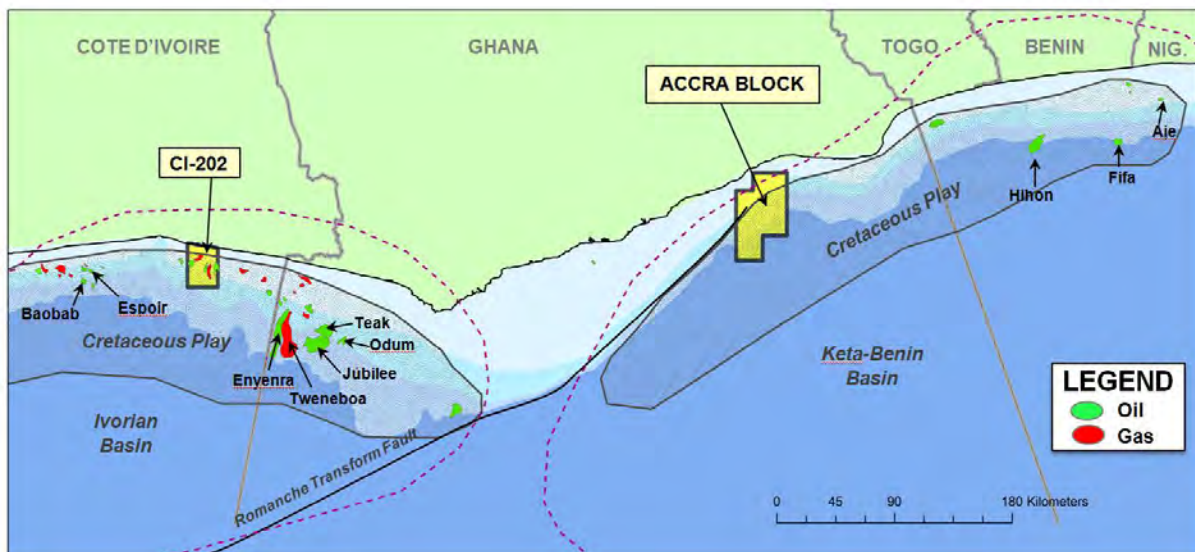 COTE D'IVOIRE
GHANA
TOGO
BENIN
NIG.
ACCRA BLOCK
CI-202
Aje
Fifa
Hihon
Cretaceous Play
Espoir
Baobab
Teak
Odum
Cretaceous Play
Jubilee
Enyenra
Tweneboa
Keta-Benin
Basin
Ivorian
Basin
Romanche Transform Fault
LEGEND
Oil
Gas
0 45 90 180 Kilometers